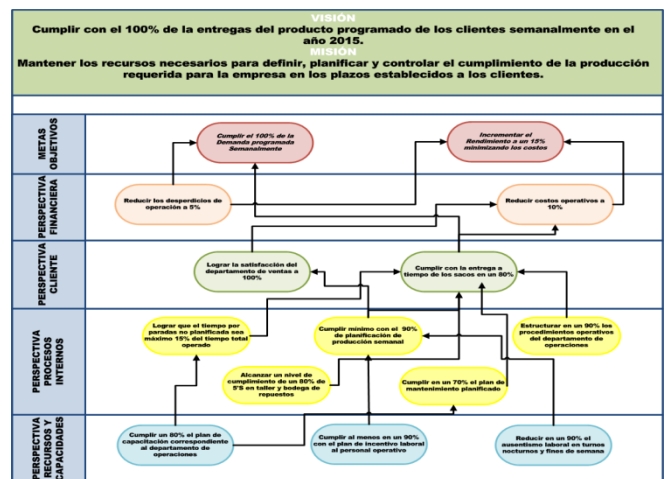 VISIÓN
Cumplir con el 100% de la entregas del producto programado de los clientes semanalmente en el
año 2015.
MISIÓN
Mantener los recursos necesarios para definir, planificar y controlar el cumplimiento de la producción
requerida para la empresa en los plazos establecidos a los clientes.
METAS
OBJETIVOS
Cumplir el 100% de la
Demanda programada
Semanalmente
Incrementar el
Rendimiento a un 15%
minimizando los costos
PERSPECTIVA
FINANCIERA
Reducir los desperdicios de
operación a 5%
Reducir costos operativos a
10%
PERSPECTIVA
CLIENTE
Lograr la satisfacción del
departamento de ventas a
100%
Cumplir con la entrega a
tiempo de los sacos en un 80%
PERSPECTIVA
PROCESOS
INTERNOS
Lograr que el tiempo por
paradas no planificada sea
máximo 15% del tiempo total
operado
Cumplir mínimo con el 90%
de planificación de
producción semanal
Estructurar en un 90% los
procedimientos operativos
del departamento de
operaciones
Alcanzar un nivel de
cumplimiento de un 80% de
5'S en taller y bodega de
repuestos
Cumplir en un 70% el plan de
mantenimiento planificado
PERSPECTIVA
RECURSOS Y
CAPACIDADES
Cumplir un 80% el plan de
capacitación correspondiente
al departamento de
operaciones
Cumplir al menos en un 90%
con el plan de incentivo laboral
al personal operativo
Reducir en un 90% el
ausentismo laboral en turnos
nocturnos y fines de semana